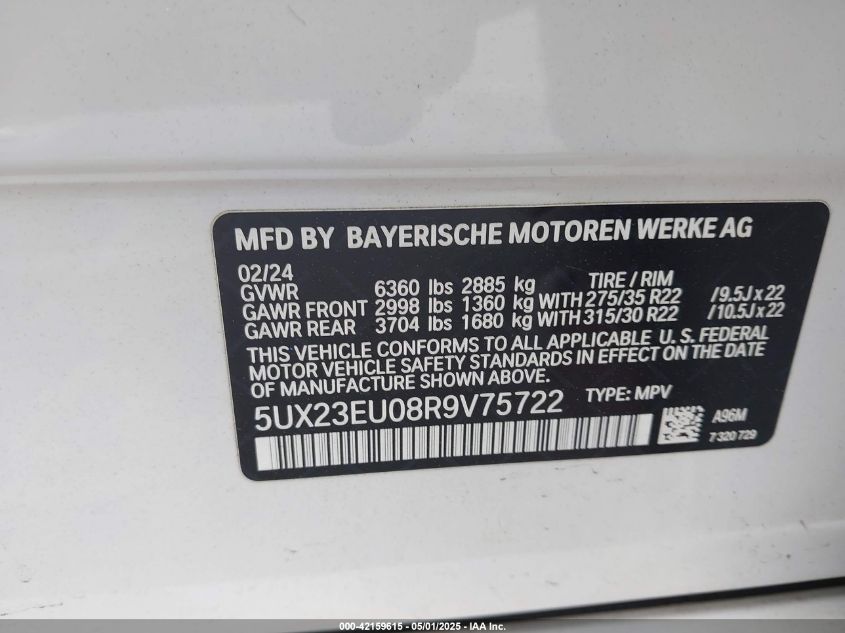 MFD BY BAYERISCHE MOTOREN WERKE AG
02/24
GVWR 6360 lbs 2885 kg TIRE / RIM
GAWR FRONT 2998 lbs 1360 kg WITH 275/35 R22 /9.5J x 22
GAWR REAR 3704 lbs 1680 kg WITH 315/30 R22 /10.5J x 22
THIS VEHICLE CONFORMS TO ALL APPLICABLE U. S. FEDERAL
MOTOR VEHICLE SAFETY STANDARDS IN EFFECT ON THE DATE
OF MANUFACTURE SHOWN ABOVE.
5UX23EU08R9V75722 TYPE: MPV
A96M
7 320 729
000-42159615 - 05/01/2025 - IAA Inc.